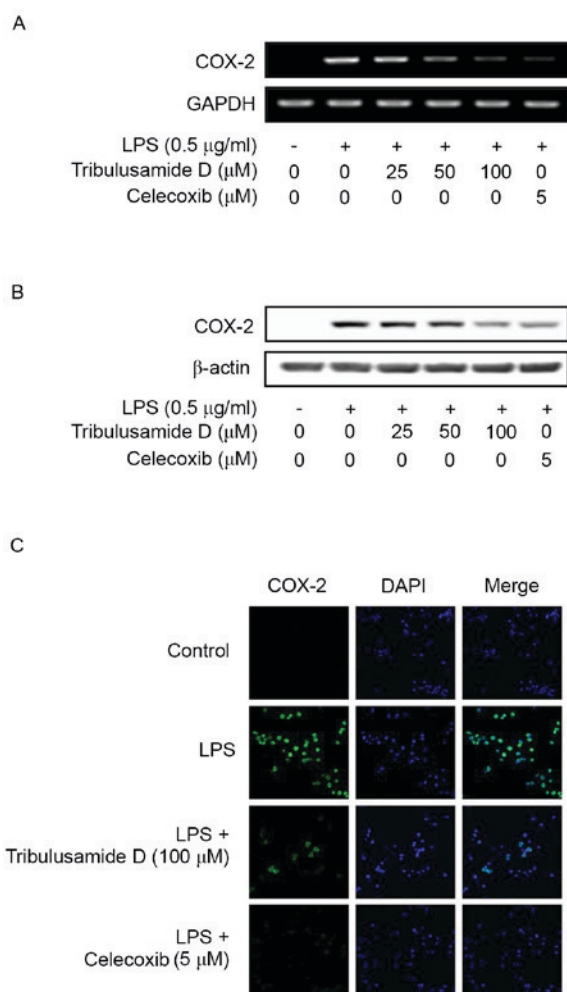 A
COX-2
GAPDH
LPS (0.5 μg/ml) - + + + + +
Tribulusamide D (μM) 0 0 25 50 100 0
Celecoxib (μM) 0 0 0 0 0 5
B
COX-2
β-actin
LPS (0.5 μg/ml) - + + + + +
Tribulusamide D (μM) 0 0 25 50 100 0
Celecoxib (μM) 0 0 0 0 0 5
C
COX-2 DAPI Merge
Control
LPS
LPS +
Tribulusamide D (100 μM)
LPS +
Celecoxib (5 μM)